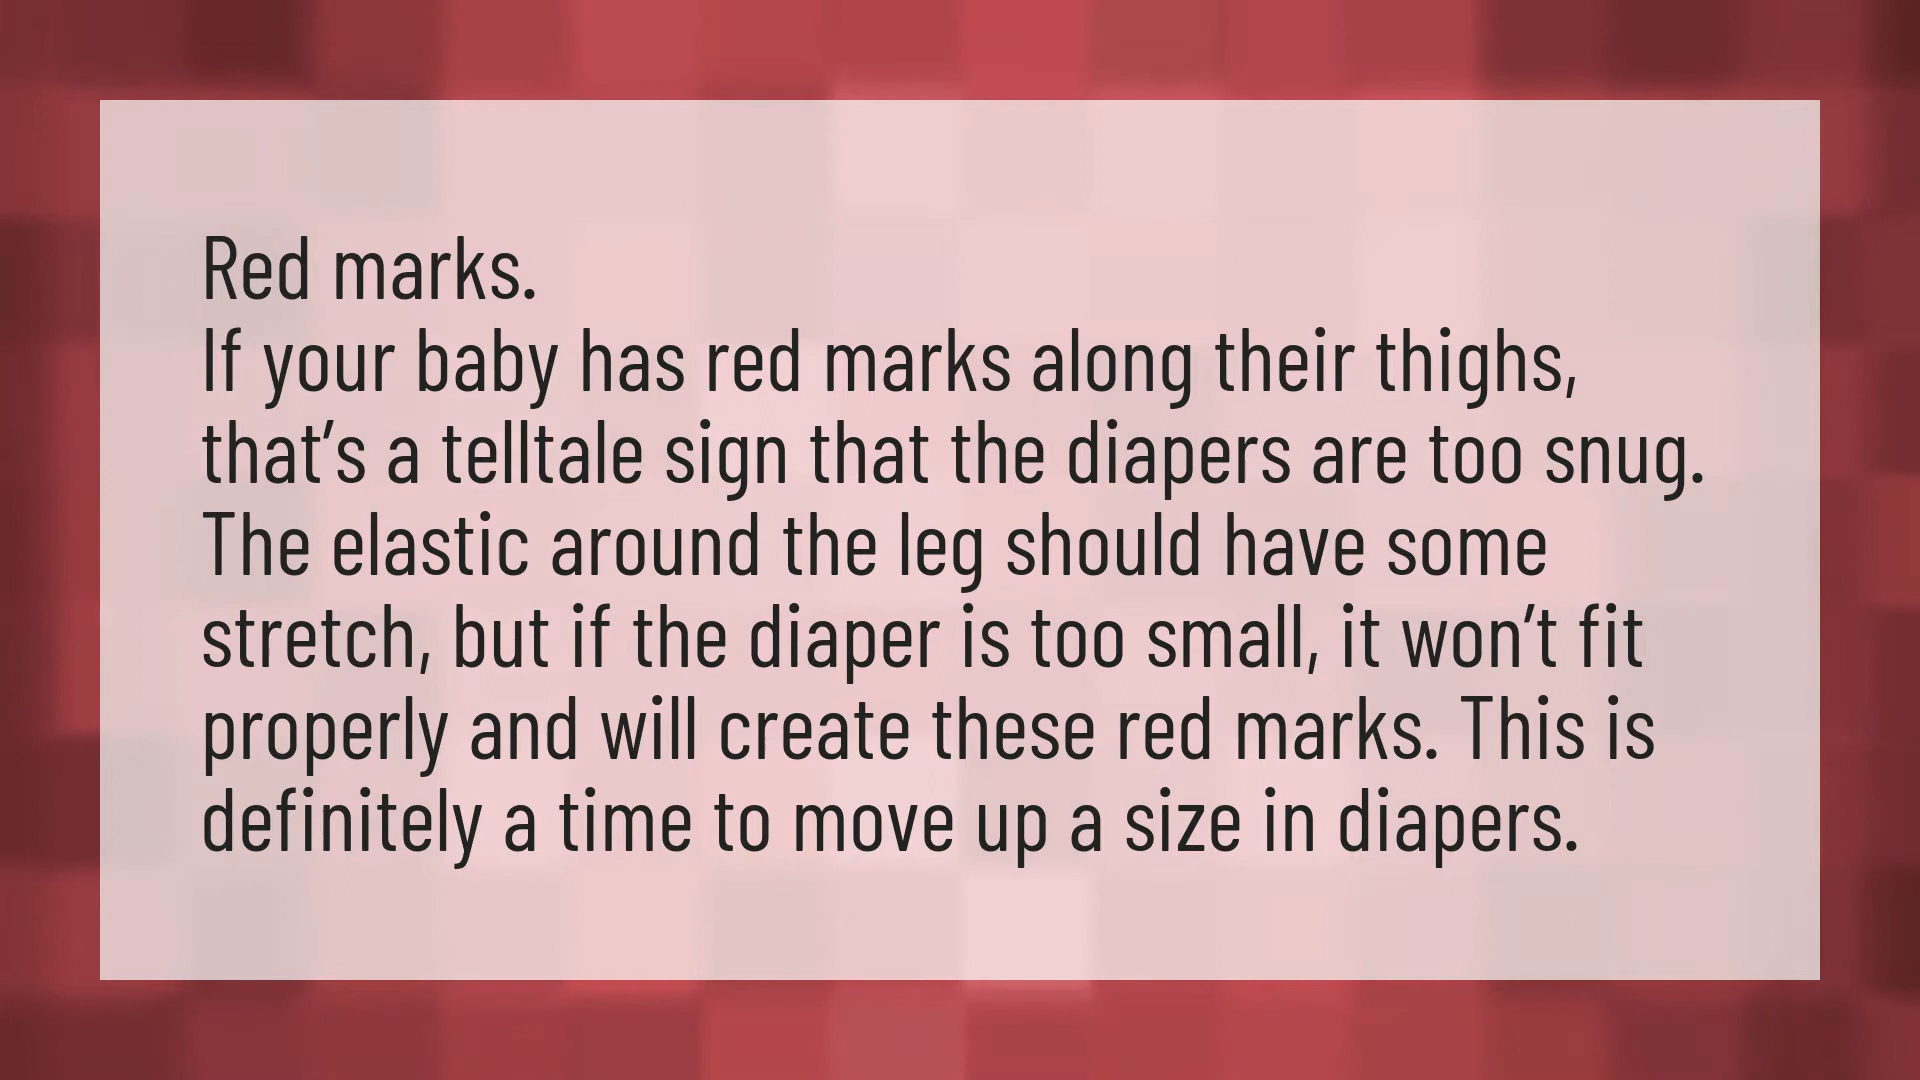 Red marks.
If your baby has red marks along their thighs,
that’s a telltale sign that the diapers are too snug.
The elastic around the leg should have some
stretch, but if the diaper is too small, it won’t fit
properly and will create these red marks. This is
definitely a time to move up a size in diapers.